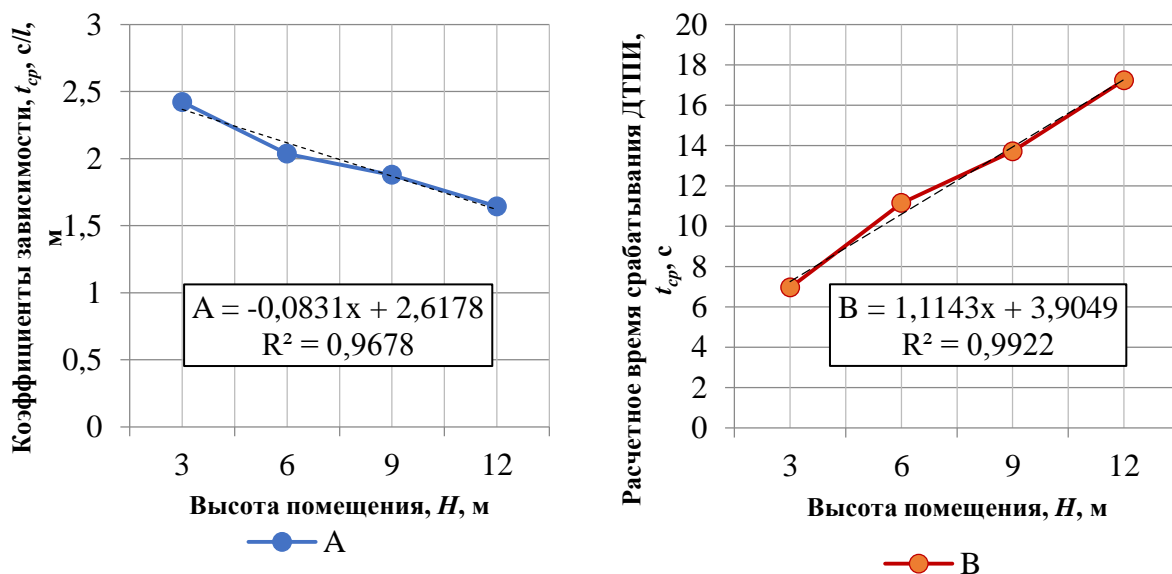 Коэффициенты зависимости, tср, с/l,
м
3
2,5
2
1,5
1
0,5
0
A = -0,0831x + 2,6178
R² = 0,9678
3 6 9 12
Высота помещения, H, м
A
Расчетное время срабатывания ДТПИ,
tср, с
20
18
16
14
12
10
8
6
4
2
0
B = 1,1143x + 3,9049
R² = 0,9922
3 6 9 12
Высота помещения, H, м
B